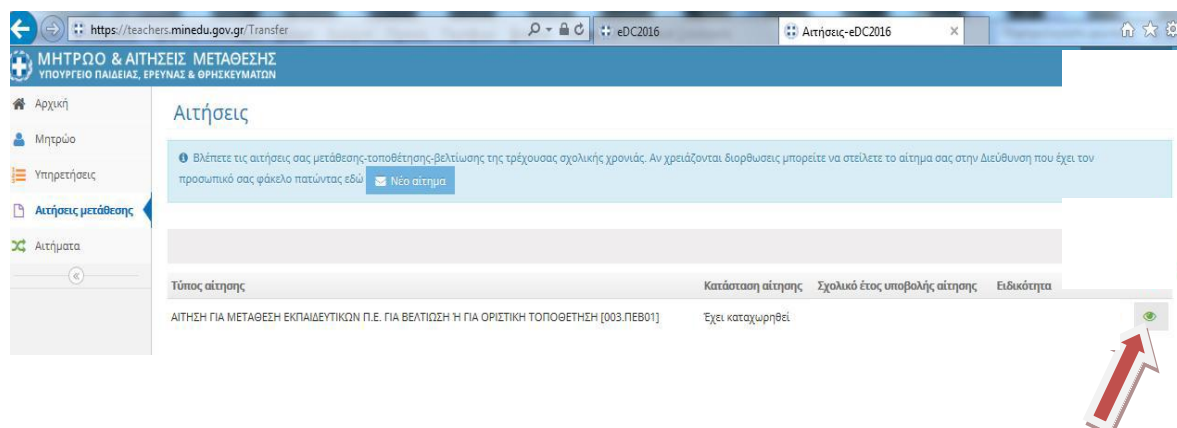 https://teachers.minedu.gov.gr/Transfer
eDC2016
Αιτήσεις-eDC2016
ΜΗΤΡΩΟ & ΑΙΤΗΣΕΙΣ ΜΕΤΑΘΕΣΗΣ
ΥΠΟΥΡΓΕΙΟ ΠΑΙΔΕΙΑΣ, ΕΡΕΥΝΑΣ & ΘΡΗΣΚΕΥΜΑΤΩΝ
Αρχική
Μητρώο
Υπηρετήσεις
Αιτήσεις μετάθεσης
Αιτήματα
Αιτήσεις
Βλέπετε τις αιτήσεις σας μετάθεσης-τοποθέτησης-βελτίωσης της τρέχουσας σχολικής χρονιάς. Αν χρειάζονται διορθωσεις μπορείτε να στείλετε το αίτημα σας στην Διεύθυνση που έχει τον
προσωπικό σας φάκελο πατώντας εδώ Νέο αίτημα
Τύπος αίτησης Κατάσταση αίτησης Σχολικό έτος υποβολής αίτησης Ειδικότητα
ΑΙΤΗΣΗ ΓΙΑ ΜΕΤΑΘΕΣΗ ΕΚΠΑΙΔΕΥΤΙΚΩΝ Π.Ε. ΓΙΑ ΒΕΛΤΙΩΣΗ Ή ΓΙΑ ΟΡΙΣΤΙΚΗ ΤΟΠΟΘΕΤΗΣΗ [003.ΠΕΒ01] Έχει καταχωρηθεί